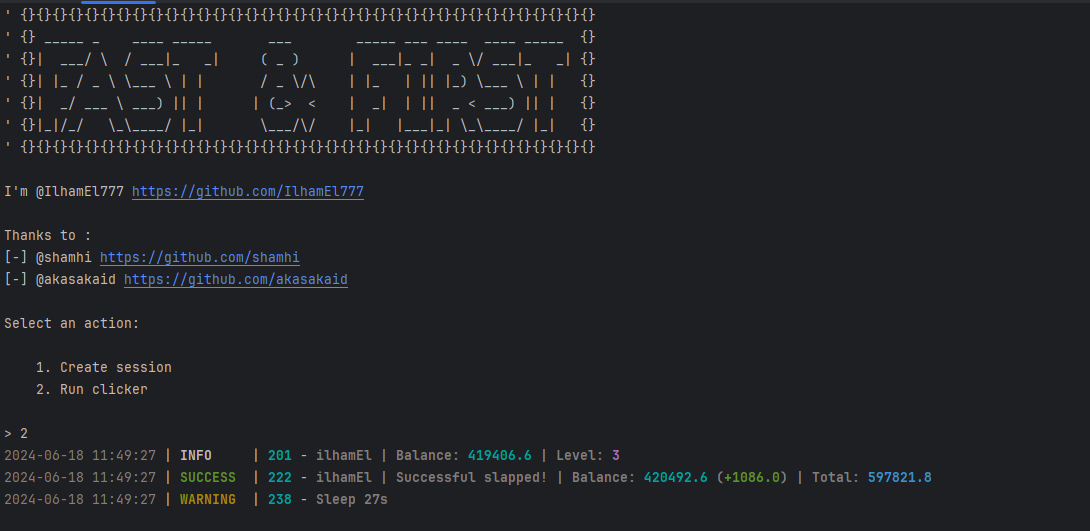 ' {}{}{}{}{}{}{}{}{}{}{}{}{}{}{}{}{}{}{}{}{}{}{}{}{}{}{}{}{}{}{}{}{}{}{}{}
' {} _____ _    ____ _____       ___        _____ ___ ____  ____ _____  {}
' {}|  ___/ \  / ___|_   _|     ( _ )      |  ___|_ _|  _ \/ ___|_   _| {}
' {}| |_ / _ \ \___ \ | |       / _ \/\    | |_   | || |_) \___ \ | |   {}
' {}|  _/ ___ \ ___) || |      | (_>  <    |  _|  | ||  _ < ___) || |   {}
' {}|_|/_/   \_\____/ |_|       \___/\/    |_|   |___|_| \_\____/ |_|   {}
' {}{}{}{}{}{}{}{}{}{}{}{}{}{}{}{}{}{}{}{}{}{}{}{}{}{}{}{}{}{}{}{}{}{}{}{}
I'm @IlhamEl777 https://github.com/IlhamEl777
Thanks to :
[-] @shamhi https://github.com/shamhi
[-] @akasakaid https://github.com/akasakaid
Select an action:
1. Create session
2. Run clicker
> 2
2024-06-18 11:49:27 | INFO     | 201 - ilhamEl | Balance: 419406.6 | Level: 3
2024-06-18 11:49:27 | SUCCESS  | 222 - ilhamEl | Successful slapped! | Balance: 420492.6 (+1086.0) | Total: 597821.8
2024-06-18 11:49:27 | WARNING  | 238 - Sleep 27s